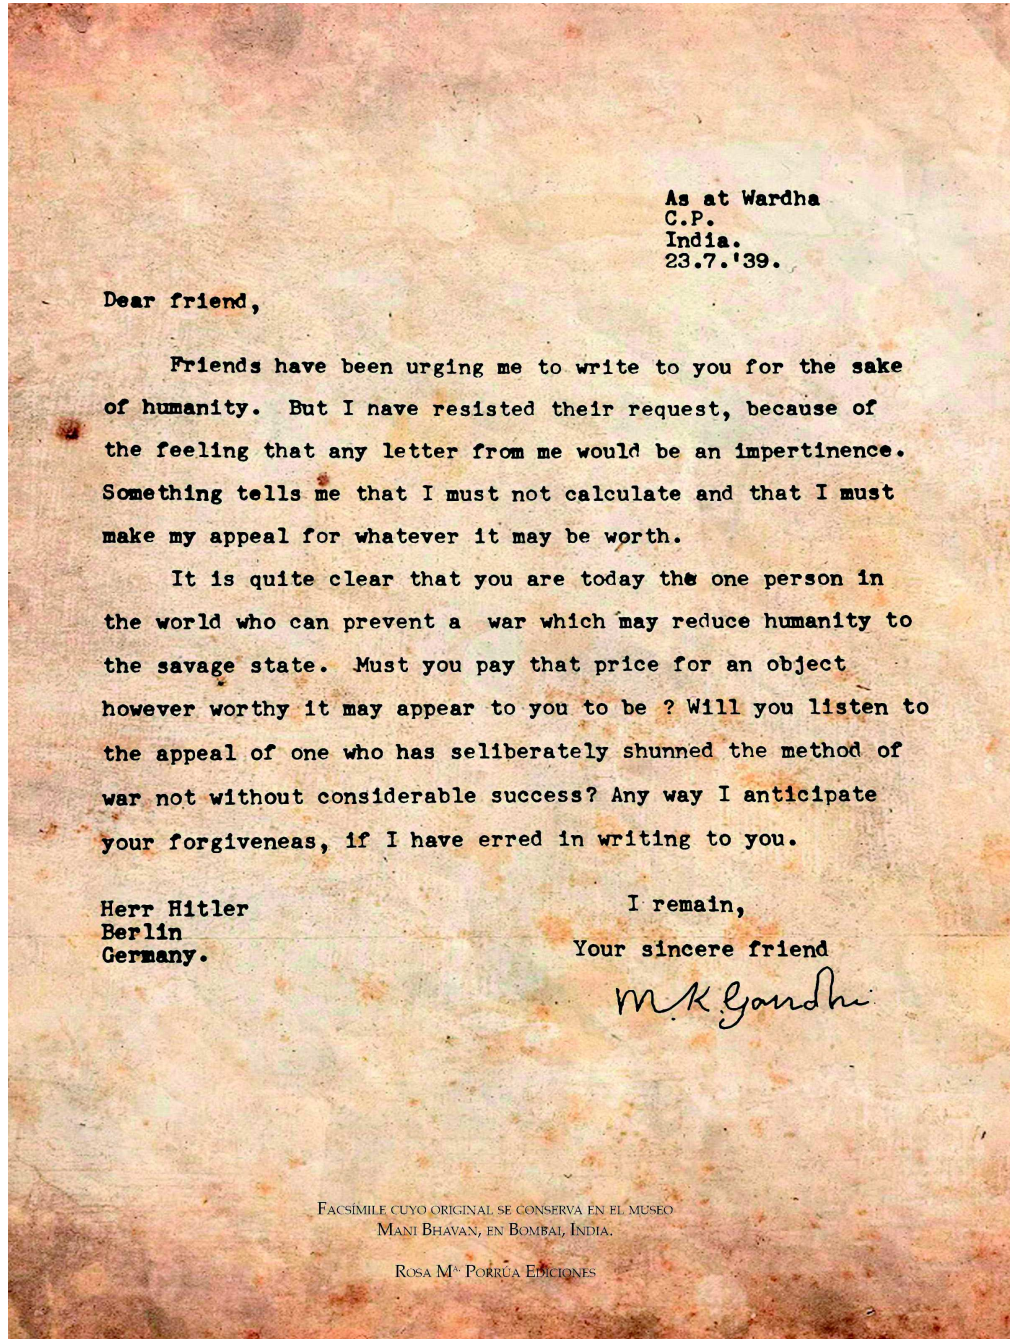 As at Wardha
C.P.
India.
23.7.'39.
Dear friend,
Friends have been urging me to write to you for the sake
of humanity. But I nave resisted their request, because of
the feeling that any letter from me would be an impertinence.
Something tells me that I must not calculate and that I must
make my appeal for whatever it may be worth.
It is quite clear that you are today the one person in
the world who can prevent a war which may reduce humanity to
the savage state. Must you pay that price for an object
however worthy it may appear to you to be ? Will you listen to
the appeal of one who has seliberately shunned the method of
war not without considerable success? Any way I anticipate
your forgiveneas, if I have erred in writing to you.
Herr Hitler
Berlin
Germany.
I remain,
Your sincere friend
M.K.Gandhi
FACSÍMILE CUYO ORIGINAL SE CONSERVA EN EL MUSEO
MANI BHAVAN, EN BOMBAI, INDIA.
ROSA Mª. PORRÚA EDICIONES